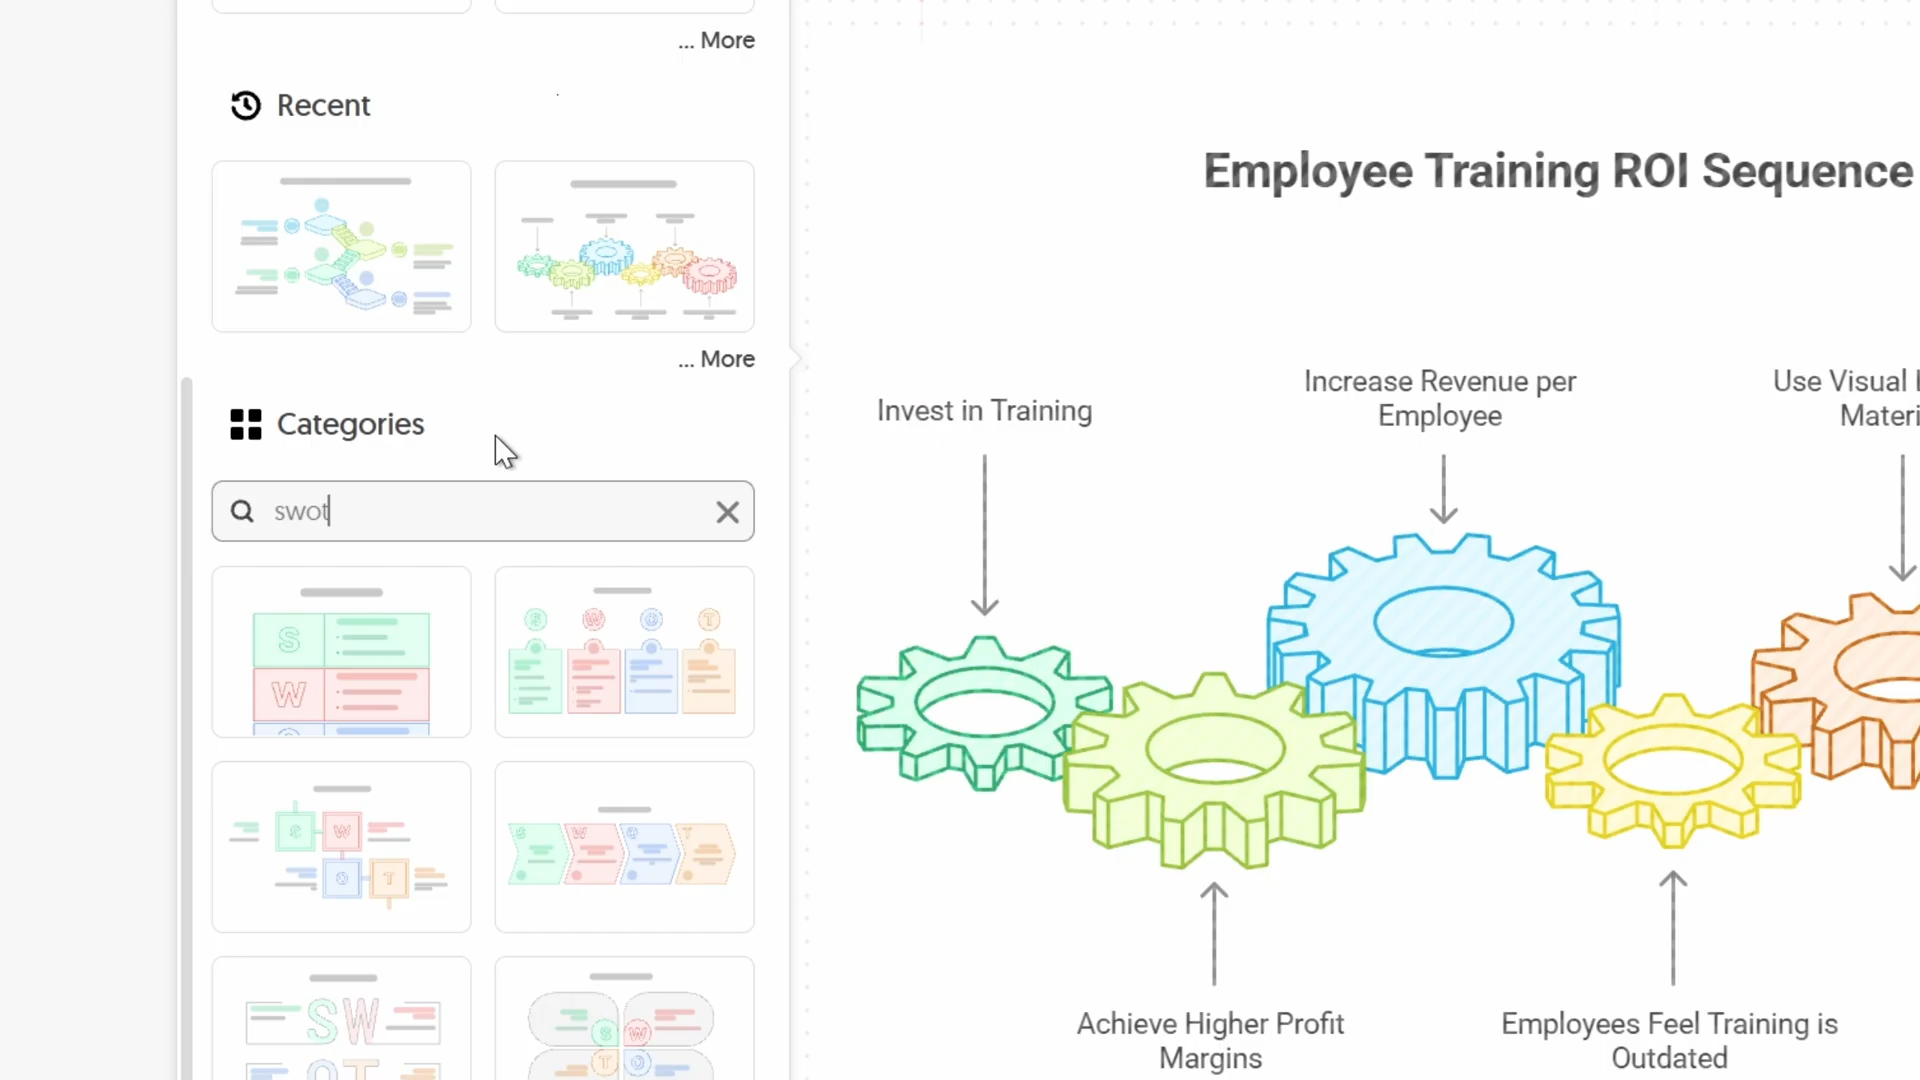 ... More
Recent
... More
Categories
swot
S
W
S W O T
S W
O T
S W O T
S W
O T
S W
T O
Employee Training ROI Sequence
Invest in Training
Increase Revenue per
Employee
Use Visual
Achieve Higher Profit
Margins
Employees Feel Training is
Outdated